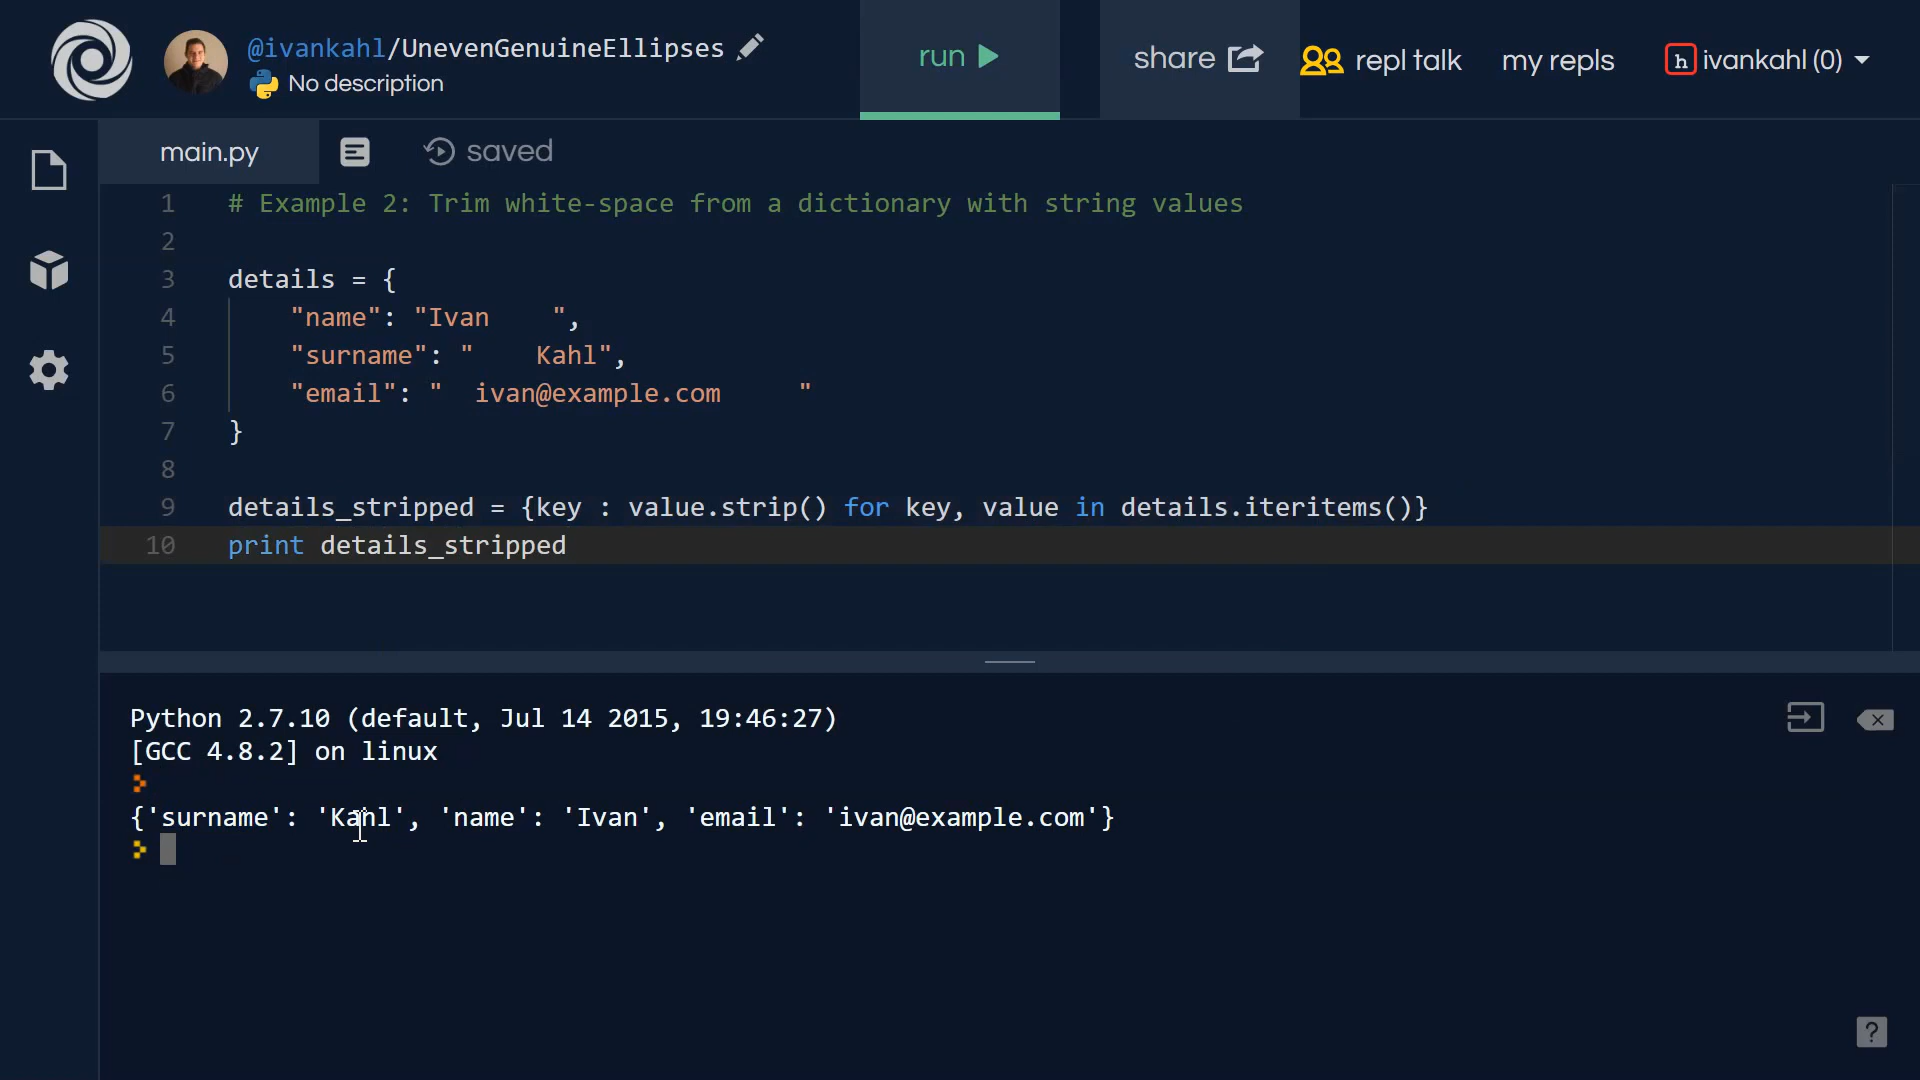 @ivankahl/UnevenGenuineEllipses
No description
run
share
repl talk
my repls
h ivankahl (0)
main.py
saved
1 # Example 2: Trim white-space from a dictionary with string values
2
3 details = {
4     "name": "Ivan    ",
5     "surname": "    Kahl",
6     "email": "  ivan@example.com     "
7 }
8
9 details_stripped = {key : value.strip() for key, value in details.iteritems()}
10 print details_stripped
Python 2.7.10 (default, Jul 14 2015, 19:46:27)
[GCC 4.8.2] on linux
{'surname': 'Kahl', 'name': 'Ivan', 'email': 'ivan@example.com'}
?